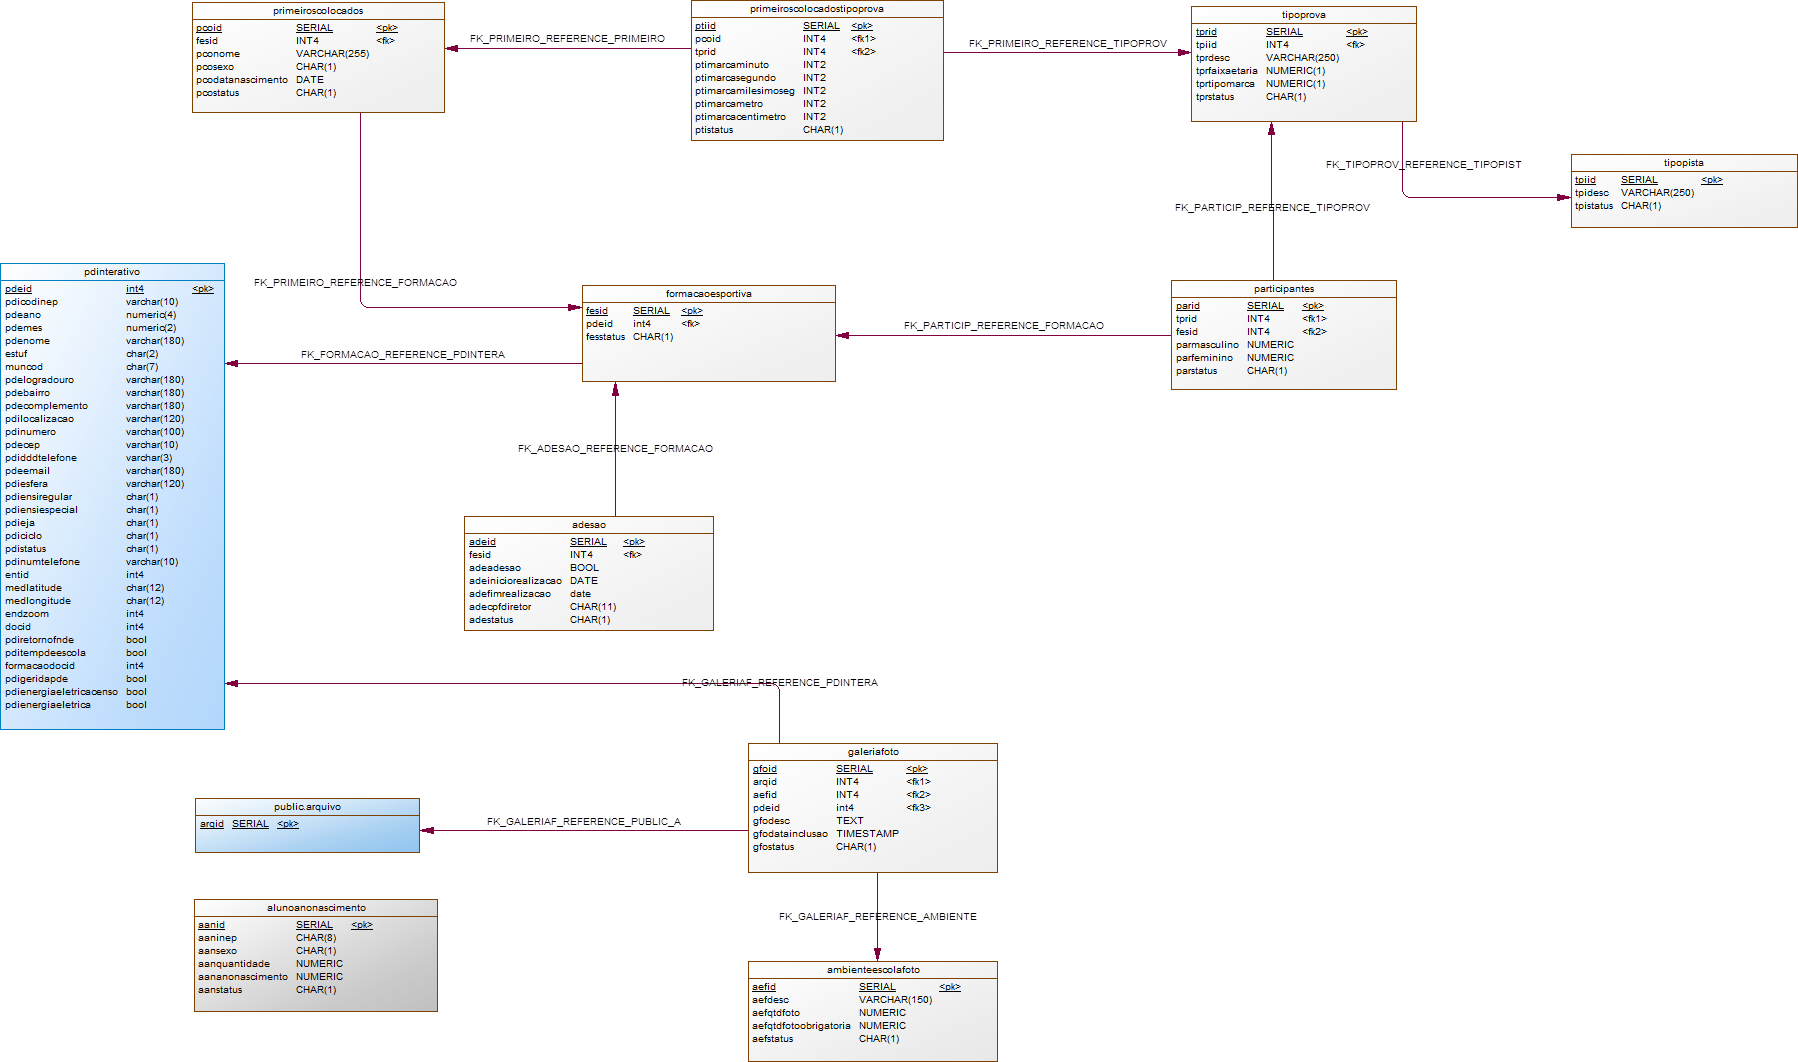 primeiroscolocados
pcoid SERIAL <pk>
fesid INT4 <fk>
pconome VARCHAR(255)
pcosexo CHAR(1)
pcodatanascimento DATE
pcostatus CHAR(1)
FK_PRIMEIRO_REFERENCE_PRIMEIRO
primeiroscolocadostipoprova
ptiid SERIAL <pk>
pcoid INT4 <fk1>
tprid INT4 <fk2>
ptimarcaminuto INT2
ptimarcasegundo INT2
ptimarcamilesimoseg INT2
ptimarcametro INT2
ptimarcacentimetro INT2
ptistatus CHAR(1)
FK_PRIMEIRO_REFERENCE_TIPOPROV
tipoprova
tprid SERIAL <pk>
tpiid INT4 <fk>
tprdesc VARCHAR(250)
tprfaixaetaria NUMERIC(1)
tprtipomarca NUMERIC(1)
tprstatus CHAR(1)
FK_TIPOPROV_REFERENCE_TIPOPIST
tipopista
tpiid SERIAL <pk>
tpidesc VARCHAR(250)
tpistatus CHAR(1)
FK_PARTICIP_REFERENCE_TIPOPROV
pdinterativo
pdeid int4 <pk>
pdicodinep varchar(10)
pdeano numeric(4)
pdemes numeric(2)
pdenome varchar(180)
estuf char(2)
muncod char(7)
pdelogradouro varchar(180)
pdebairro varchar(180)
pdecomplemento varchar(180)
pdilocalizacao varchar(120)
pdinumero varchar(100)
pdecep varchar(10)
pdidddtelefone varchar(3)
pdeemail varchar(180)
pdiesfera varchar(120)
pdiensiregular char(1)
pdiensiespecial char(1)
pdieja char(1)
pdiciclo char(1)
pdistatus char(1)
pdinumtelefone varchar(10)
entid int4
medlatitude char(12)
medlongitude char(12)
endzoom int4
docid int4
pdiretornofnde bool
pditempdeescola bool
formacaodocid int4
pdigeridapde bool
pdienergiaeletricacenso bool
pdienergiaeletrica bool
FK_PRIMEIRO_REFERENCE_FORMACAO
FK_FORMACAO_REFERENCE_PDINTERA
formacaoesportiva
fesid SERIAL <pk>
pdeid int4 <fk>
fesstatus CHAR(1)
FK_PARTICIP_REFERENCE_FORMACAO
participantes
parid SERIAL <pk>
tprid INT4 <fk1>
fesid INT4 <fk2>
parmasculino NUMERIC
parfeminino NUMERIC
parstatus CHAR(1)
FK_ADESAO_REFERENCE_FORMACAO
adesao
adeid SERIAL <pk>
fesid INT4 <fk>
adeadesao BOOL
adeiniciorealizacao DATE
adefimrealizacao date
adecpfdiretor CHAR(11)
adestatus CHAR(1)
FK_GALERIAF_REFERENCE_PDINTERA
galeriafoto
gfoid SERIAL <pk>
arqid INT4 <fk1>
aefid INT4 <fk2>
pdeid int4 <fk3>
gfodesc TEXT
gfodatainclusao TIMESTAMP
gfostatus CHAR(1)
public.arquivo
arqid SERIAL <pk>
FK_GALERIAF_REFERENCE_PUBLIC_A
alunoanonascimento
aanid SERIAL <pk>
aaninep CHAR(8)
aansexo CHAR(1)
aanquantidade NUMERIC
aananonascimento NUMERIC
aanstatus CHAR(1)
FK_GALERIAF_REFERENCE_AMBIENTE
ambienteescolafoto
aefid SERIAL <pk>
aefdesc VARCHAR(150)
aefqtdfoto NUMERIC
aefqtdfotoobrigatoria NUMERIC
aefstatus CHAR(1)